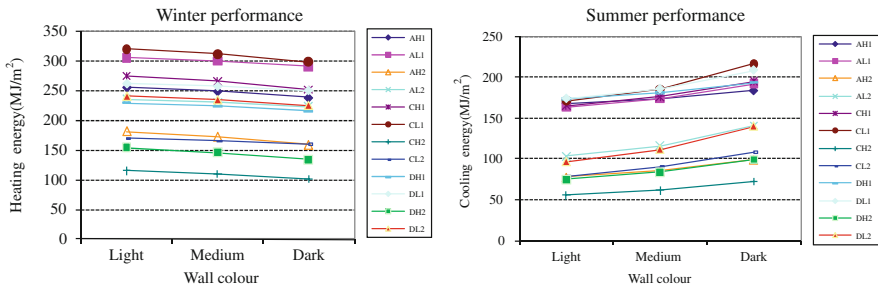 Winter performance
Heating energy(MJ/m²)
350
300
250
200
150
100
50
0
Light Medium Dark
Wall colour
AH1
AL1
AH2
AL2
CH1
CL1
CH2
CL2
DH1
DL1
DH2
DL2
Summer performance
Cooling energy(MJ/m²)
250
200
150
100
50
0
Light Medium Dark
Wall colour
AH1
AL1
AH2
AL2
CH1
CL1
CH2
CL2
DH1
DL1
DH2
DL2